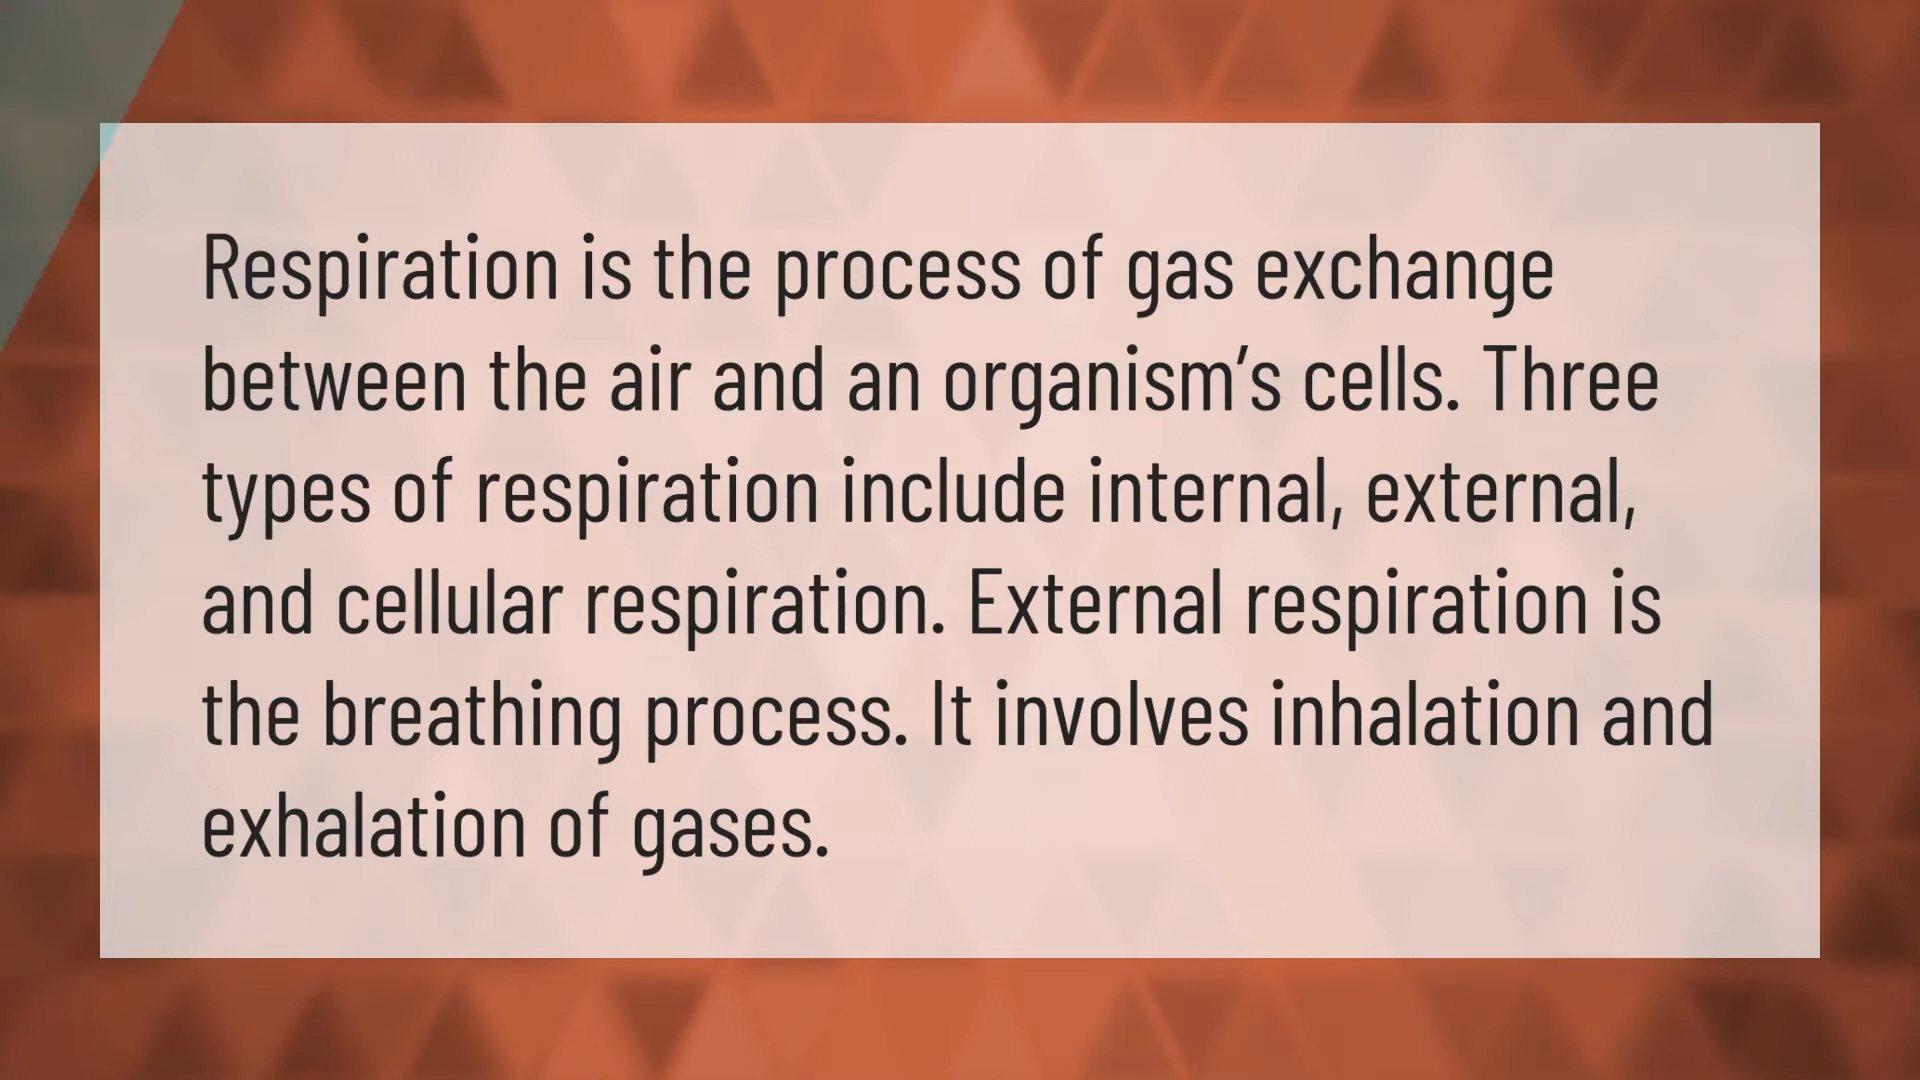 Respiration is the process of gas exchange
between the air and an organism’s cells. Three
types of respiration include internal, external,
and cellular respiration. External respiration is
the breathing process. It involves inhalation and
exhalation of gases.